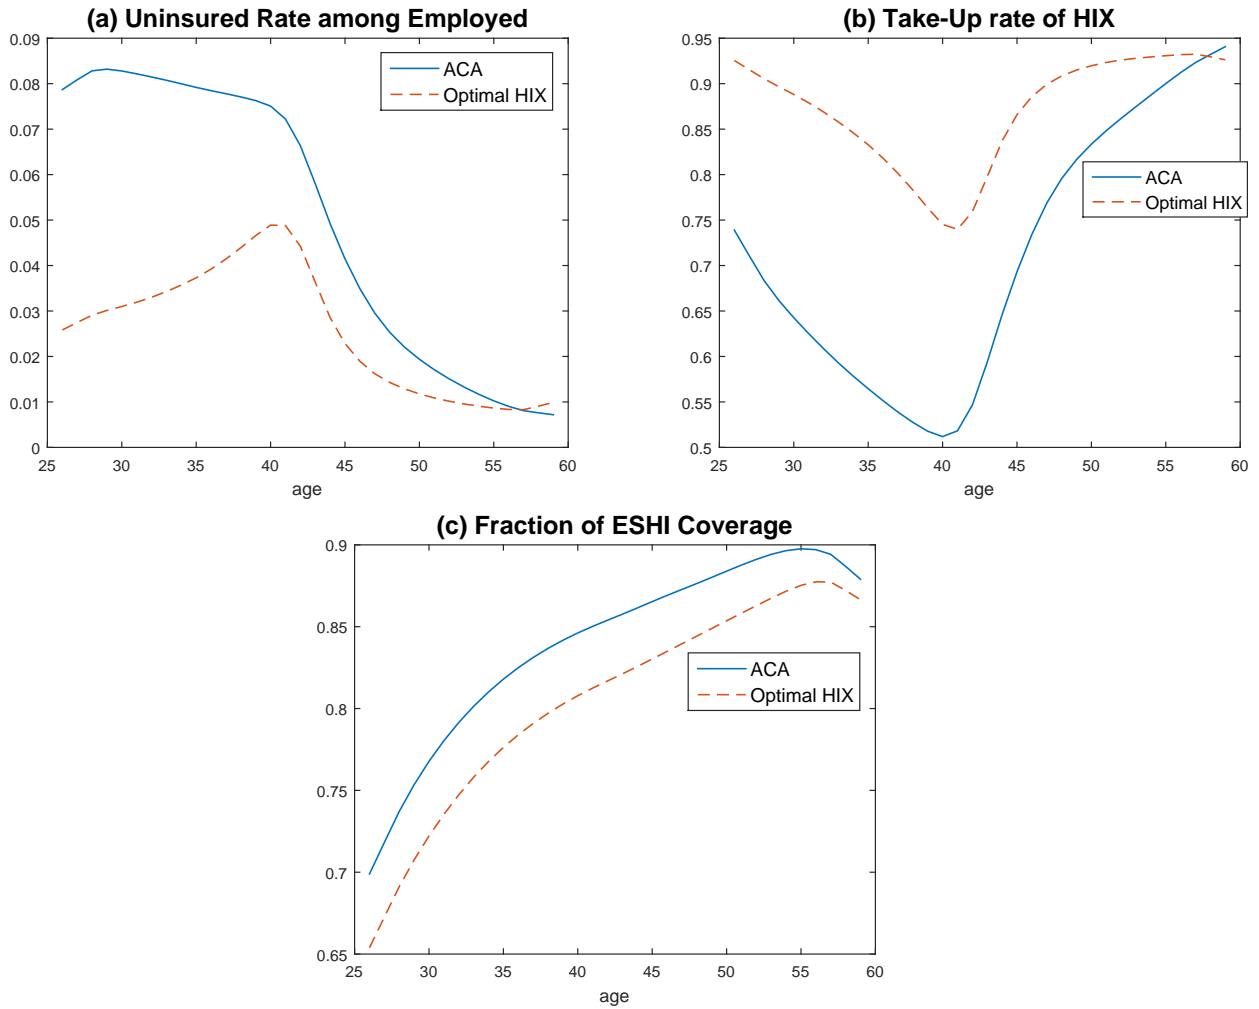 (a) Uninsured Rate among Employed
0.09
0.08
0.07
0.06
0.05
0.04
0.03
0.02
0.01
0
25 30 35 40 45 50 55 60
age
ACA
Optimal HIX
(b) Take-Up rate of HIX
0.95
0.9
0.85
0.8
0.75
0.7
0.65
0.6
0.55
0.5
25 30 35 40 45 50 55 60
age
ACA
Optimal HIX
(c) Fraction of ESHI Coverage
0.9
0.85
0.8
0.75
0.7
0.65
25 30 35 40 45 50 55 60
age
ACA
Optimal HIX